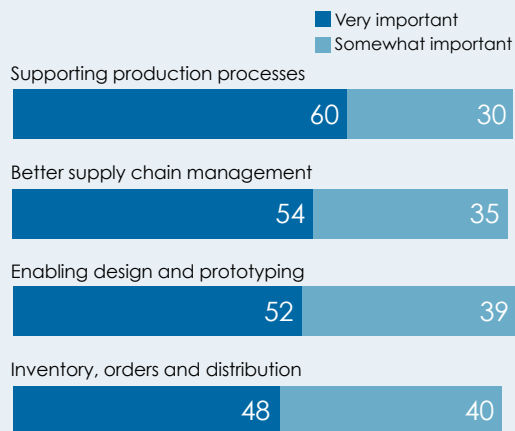 Very important
Somewhat important
Supporting production processes
60 30
Better supply chain management
54 35
Enabling design and prototyping
52 39
Inventory, orders and distribution
48 40